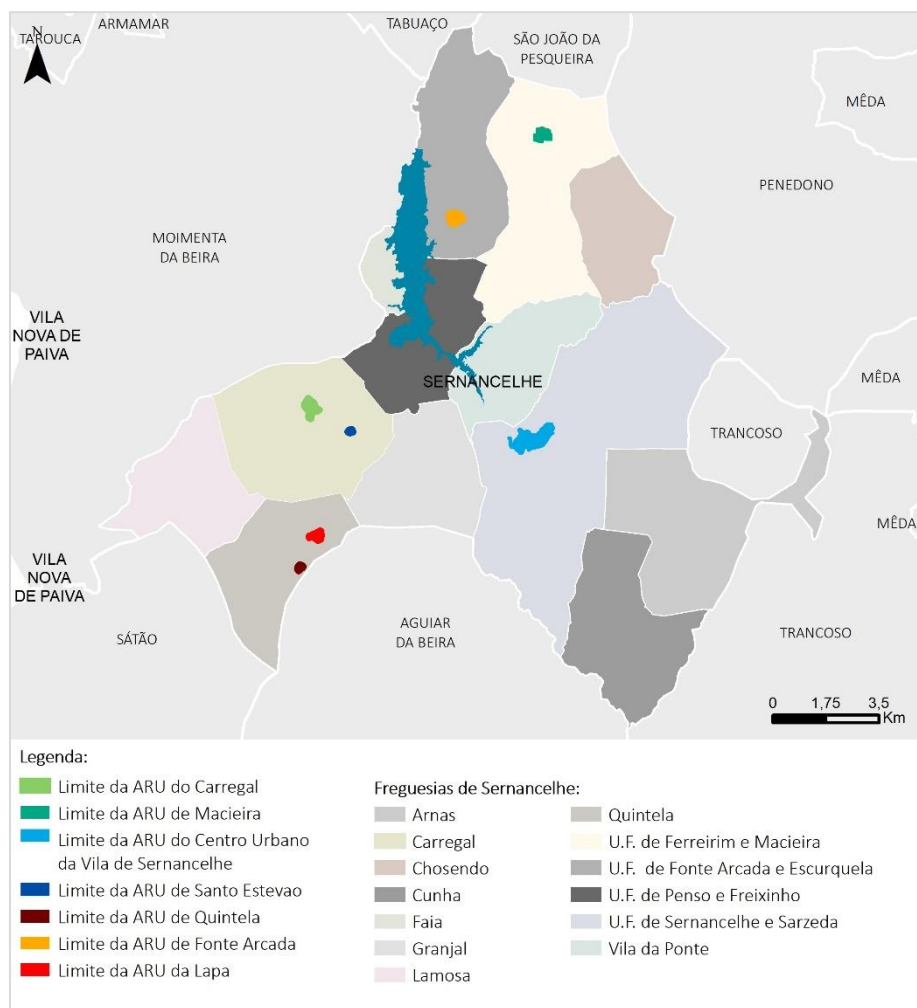 ARMAMAR
TABUAÇO
N
TAROUCA
SÃO JOÃO DA
PESQUEIRA
MÊDA
PENEDONO
MOIMENTA
DA BEIRA
VILA
NOVA DE
PAIVA
SERNANCELHE
MÊDA
TRANCOSO
MÊDA
VILA
NOVA
DE PAIVA
AGUIAR
DA BEIRA
SÁTÃO
TRANCOSO
0 1,75 3,5
Km
Legenda:
Limite da ARU do Carregal
Limite da ARU de Macieira
Limite da ARU do Centro Urbano
da Vila de Sernancelhe
Limite da ARU de Santo Estevao
Limite da ARU de Quintela
Limite da ARU de Fonte Arcada
Limite da ARU da Lapa
Freguesias de Sernancelhe:
Arnas
Carregal
Chosendo
Cunha
Faia
Granjal
Lamosa
Quintela
U.F. de Ferreirim e Macieira
U.F. de Fonte Arcada e Escurquela
U.F. de Penso e Freixinho
U.F. de Sernancelhe e Sarzeda
Vila da Ponte